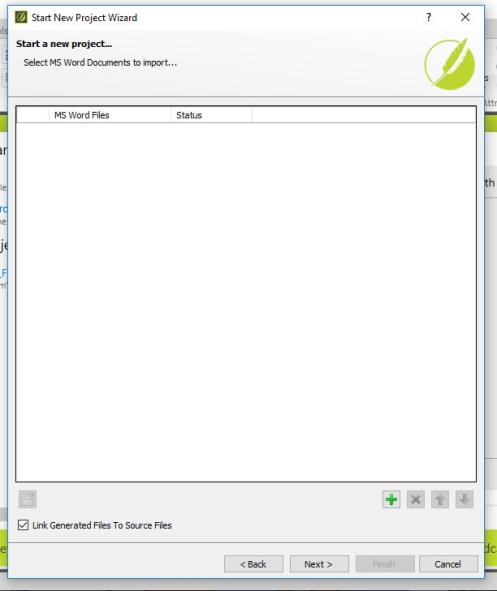 Start New Project Wizard
?
Start a new project...
Select MS Word Documents to import...
MS Word Files Status
Link Generated Files To Source Files
< Back Next > Finish Cancel